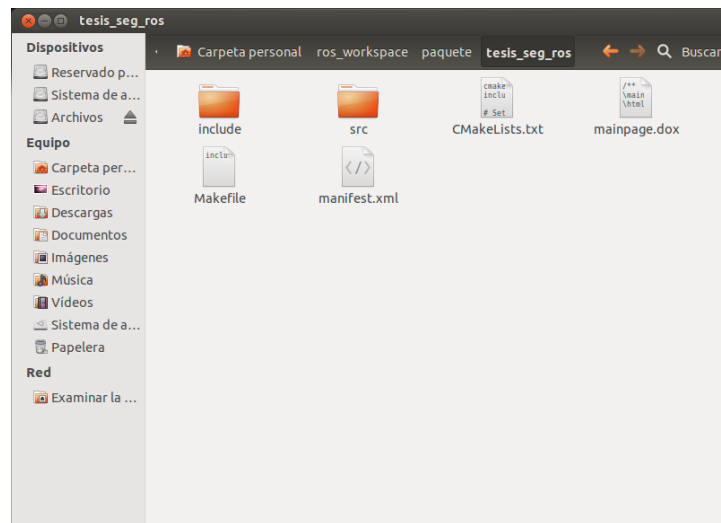 tesis_seg_ros
Dispositivos
Reservado p...
Sistema de a...
Archivos
Equipo
Carpeta per...
Escritorio
Descargas
Documentos
Imágenes
Música
Vídeos
Sistema de a...
Papelera
Red
Examinar la ...
Carpeta personal ros_workspace paquete tesis_seg_ros Buscar
include
src
cmake
inclu
# Set
CMakeLists.txt
/**
\main
\html
mainpage.dox
inclu
Makefile
</>
manifest.xml